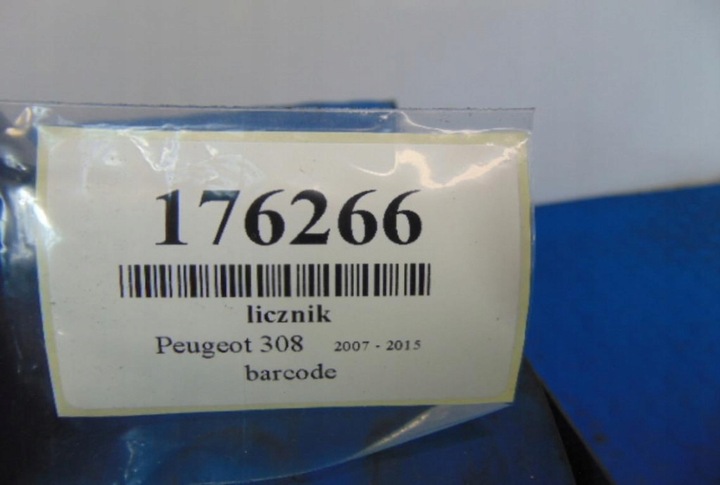 176266
licznik
Peugeot 308 2007 - 2015
barcode